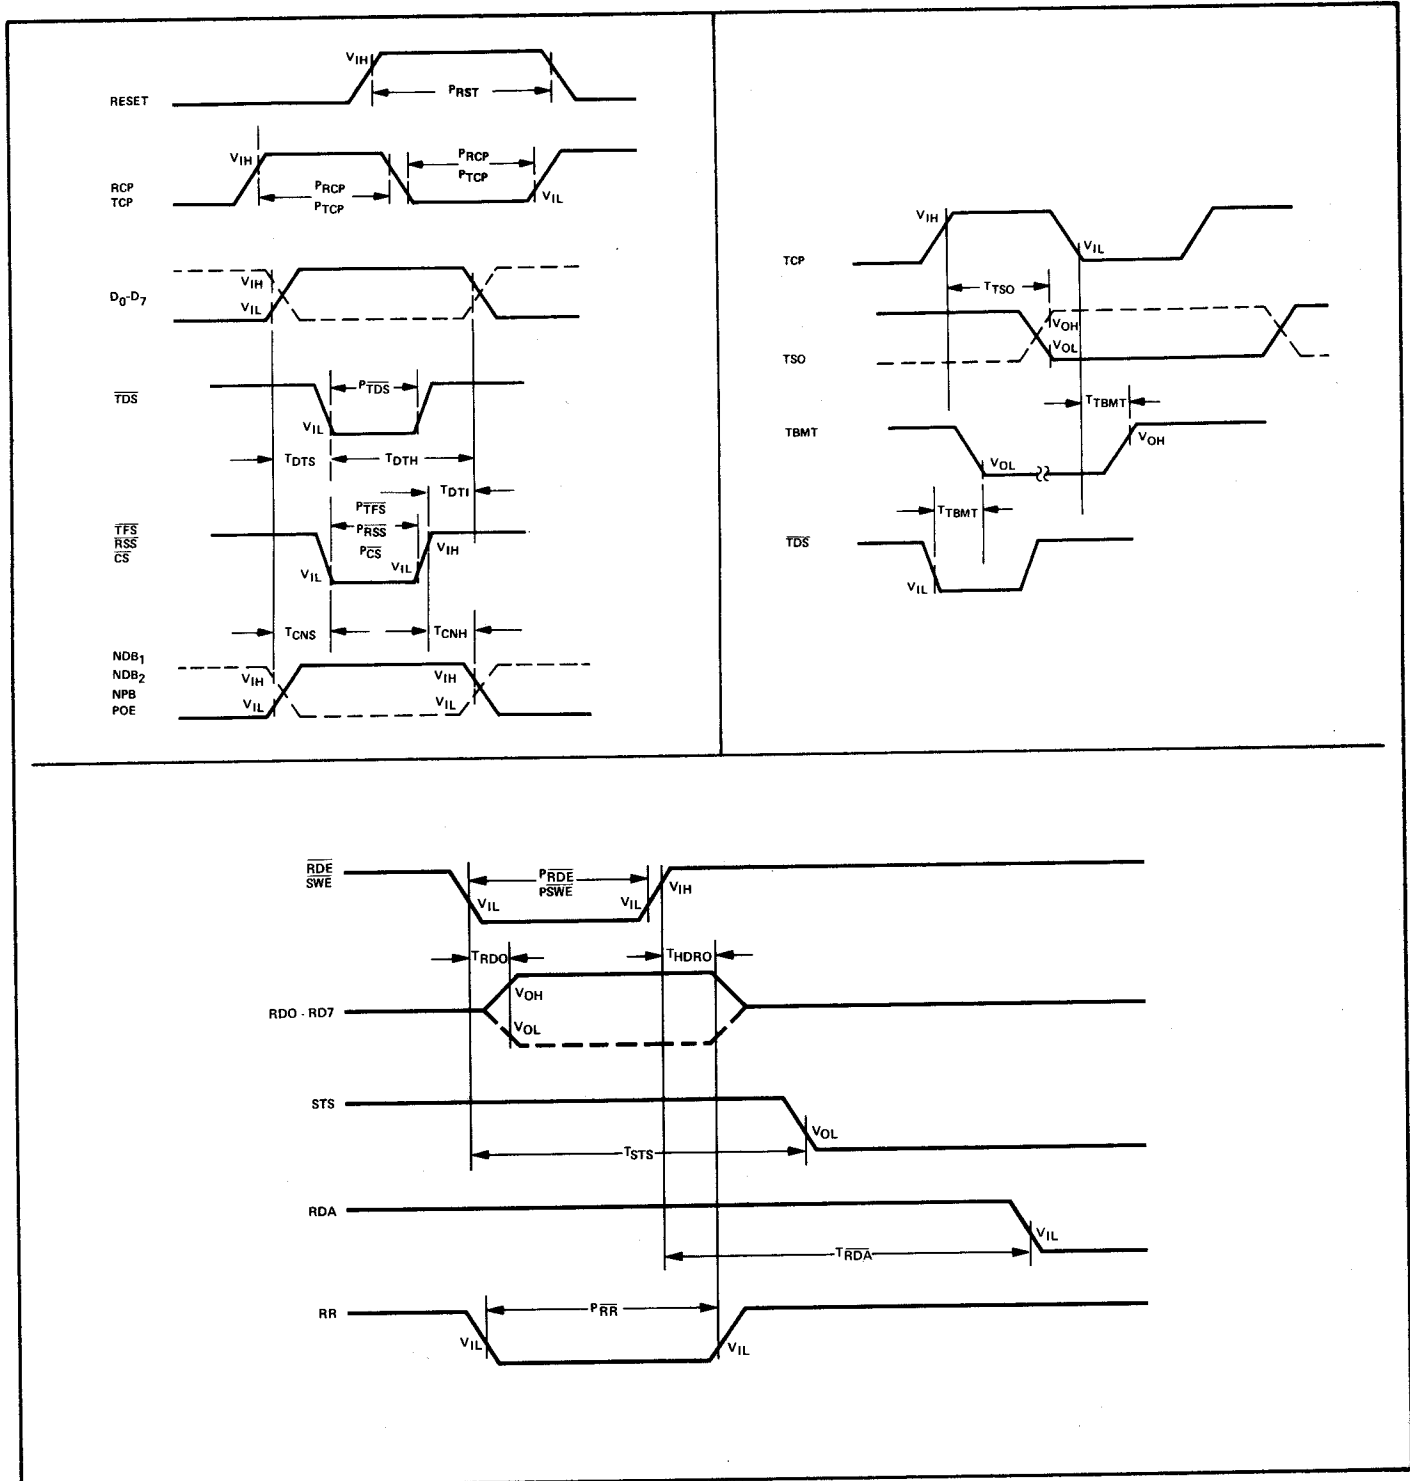 VIH
PRST
RESET
VIH
PRCP
PTCP
PRCP
PTCP
VIL
RCP
TCP
VIH
VIL
D0-D7
PTDS
TDS
VIL
TDTS
TDTH
TDTI
PTFS
PRSS
PCS
TFS
RSS
CS
VIH
VIL
VIL
TCNS
TCNH
NDB1
NDB2
NPB
POE
VIH
VIL
VIH
VIL
VIH
VIL
TCP
TTSO
VOH
VOL
TSO
TTBMT
TBMT
VOH
VOL
TTBMT
TDS
VIL
RDE
SWE
PRDE
PSWE
VIL
VIL
VIH
TRDO
THDRO
VOH
RDO - RD7
VOL
STS
VOL
TSTS
RDA
VIL
TRDA
RR
PRR
VIL
VIL